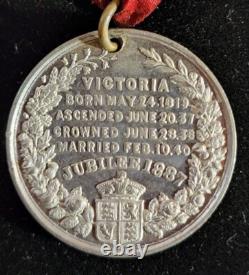 VICTORIA
BORN MAY 24.1819
ASCENDED JUNE 20.37
CROWNED JUNE 28.38
MARRIED FEB.10.40
JUBILEE 1887